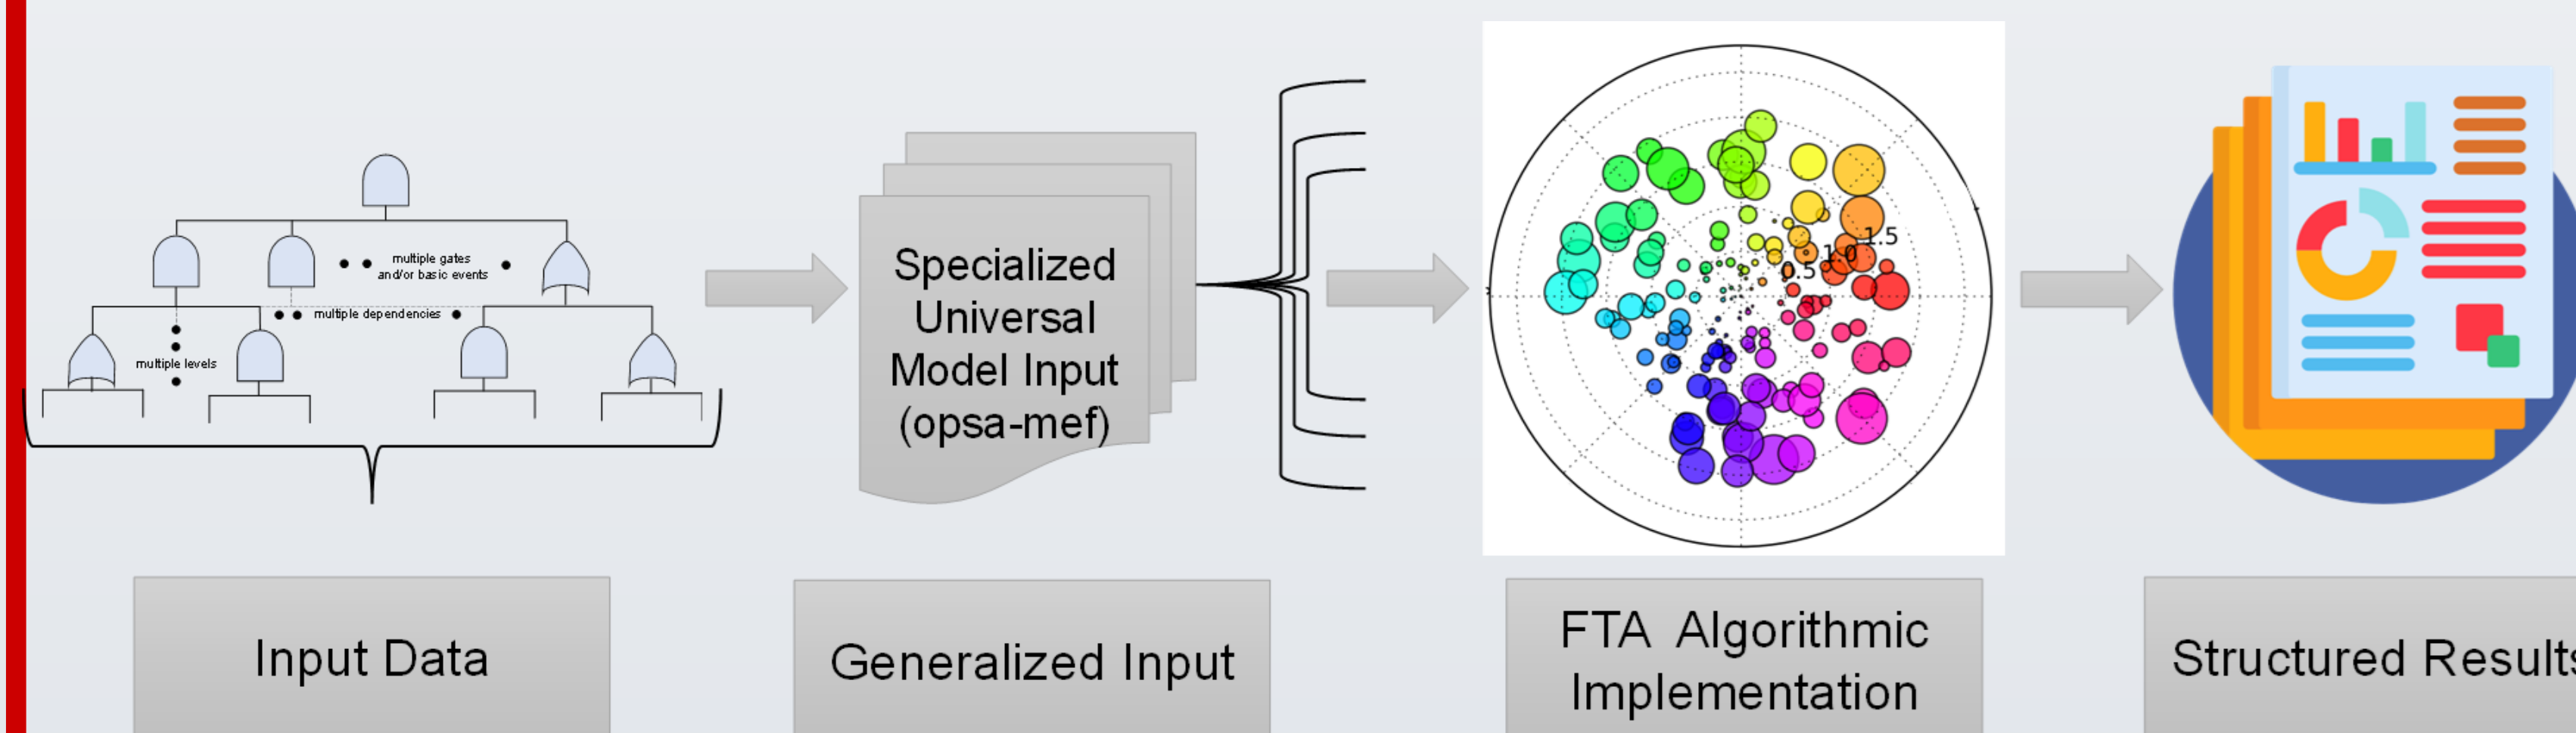 multiple gates
and/or basic events
multiple dependencies
multiple levels
Specialized
Universal
Model Input
(opsa-mef)
1.5
1.0
0.5
Input Data
Generalized Input
FTA Algorithmic
Implementation
Structured Results